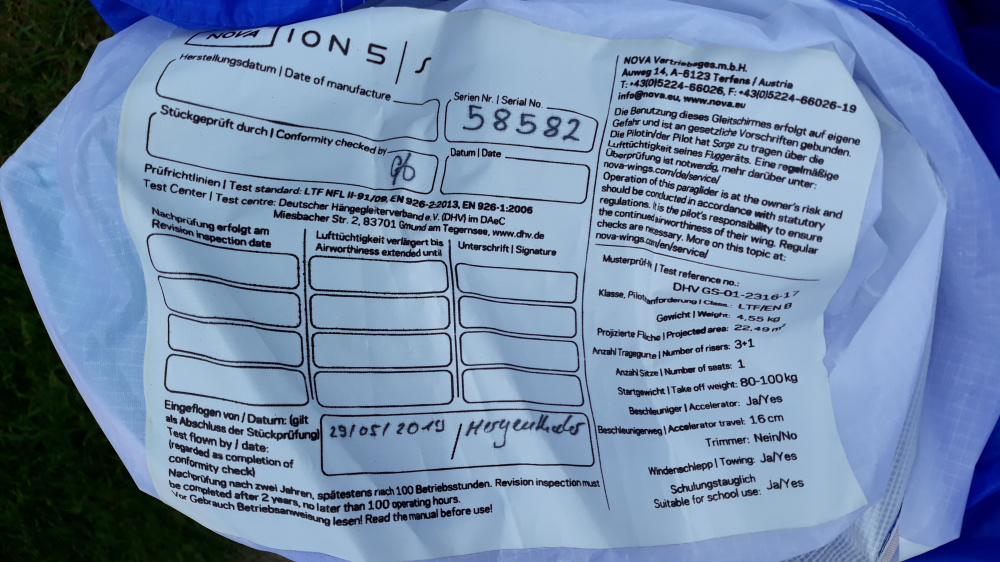 NOVA ION 5 | S
Herstellungsdatum | Date of manufacture
Serien Nr. | Serial No.
58582
Stückgeprüft durch | Conformity checked by
Datum | Date
Prüfrichtlinien | Test standard: LTF NFL II-91/09, EN 926-2:2013, EN 926-1:2006
Test Center | Test centre: Deutscher Hängegleiterverband e.V. (DHV) im DAeC
Miesbacher Str. 2, 83701 Gmund am Tegernsee, www.dhv.de
Nachprüfung erfolgt am
Revision inspection date
Lufttüchtigkeit verlängert bis
Airworthiness extended until
Unterschrift | Signature
Eingeflogen von / Datum: (gilt
als Abschluss der Stückprüfung)
Test flown by / date:
(regarded as completion of
conformity check)
29/05/2019 /
Nachprüfung nach zwei Jahren, spätestens nach 100 Betriebsstunden. Revision inspection must
be completed after 2 years, no later than 100 operating hours.
Vor Gebrauch Betriebsanweisung lesen! Read the manual before use!
NOVA Vertriebsges.m.b.H.
Auweg 14, A-6123 Terfens / Austria
T: +43(0)5224-66026, F: +43(0)5224-66026-19
info@nova.eu, www.nova.eu
Die Benutzung dieses Gleitschirmes erfolgt auf eigene
Gefahr und ist an gesetzliche Vorschriften gebunden.
Die Pilotin/der Pilot hat Sorge zu tragen über die
Lufttüchtigkeit seines Fluggeräts. Eine regelmäßige
Überprüfung ist notwendig, mehr darüber unter:
nova-wings.com/de/service/
Operation of this paraglider is at the owner's risk and
should be conducted in accordance with statutory
regulations. It is the pilot's responsibility to ensure
the continued airworthiness of their wing. Regular
checks are necessary. More on this topic at:
nova-wings.com/en/service/
Musterprüf-N | Test reference no.:
DHV GS-01-2316-17
Klasse, Pilotanforderung | Class.: LTF/EN B
Gewicht | Weight: 4,55 kg
Projizierte Fläche | Projected area: 22,49 m²
Anzahl Tragegurte | Number of risers: 3+1
Anzahl Sitze | Number of seats: 1
Startgewicht | Take off weight: 80-100kg
Beschleuniger | Accelerator: Ja/Yes
Beschleunigerweg | Accelerator travel: 16 cm
Trimmer: Nein/No
Windenschlepp | Towing: Ja/Yes
Schulungstauglich
Suitable for school use: Ja/Yes